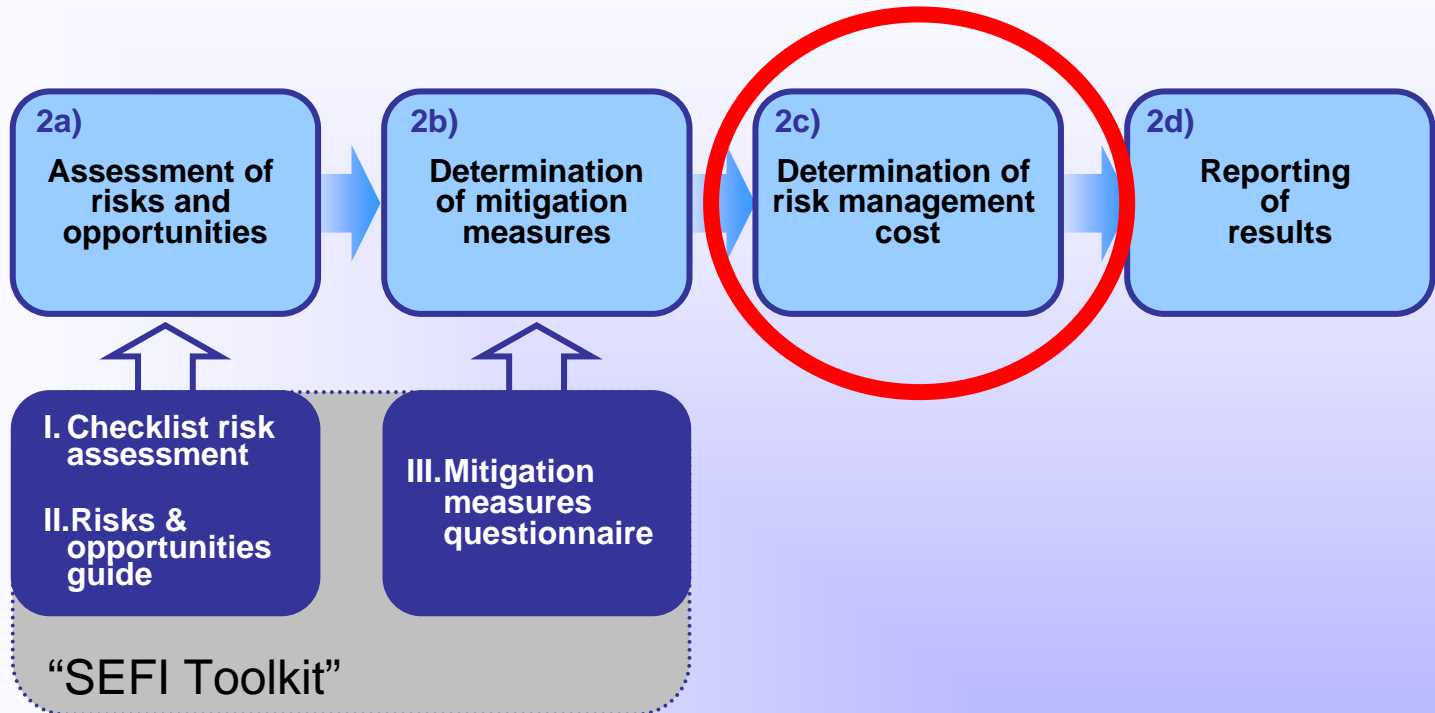 2a)
Assessment of
risks and
opportunities
2b)
Determination
of mitigation
measures
2c)
Determination of
risk management
cost
2d)
Reporting
of
results
I. Checklist risk
assessment
II.Risks &
opportunities
guide
III.Mitigation
measures
questionnaire
“SEFI Toolkit”